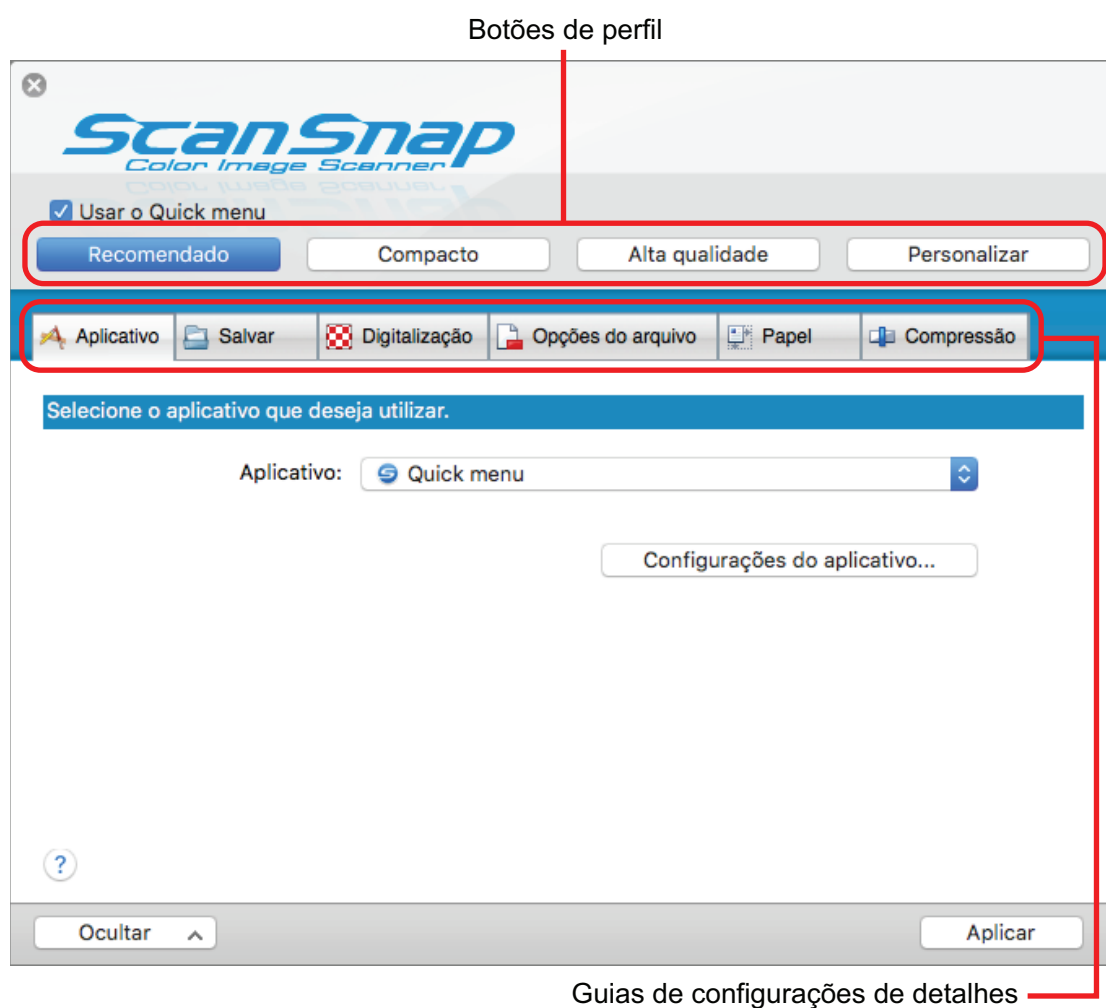 Botões de perfil
ScanSnap
Color Image Scanner
Usar o Quick menu
Recomendado Compacto Alta qualidade Personalizar
Aplicativo Salvar Digitalização Opções do arquivo Papel Compressão
Selecione o aplicativo que deseja utilizar.
Aplicativo: Quick menu
Configurações do aplicativo...
?
Ocultar Aplicar
Guias de configurações de detalhes